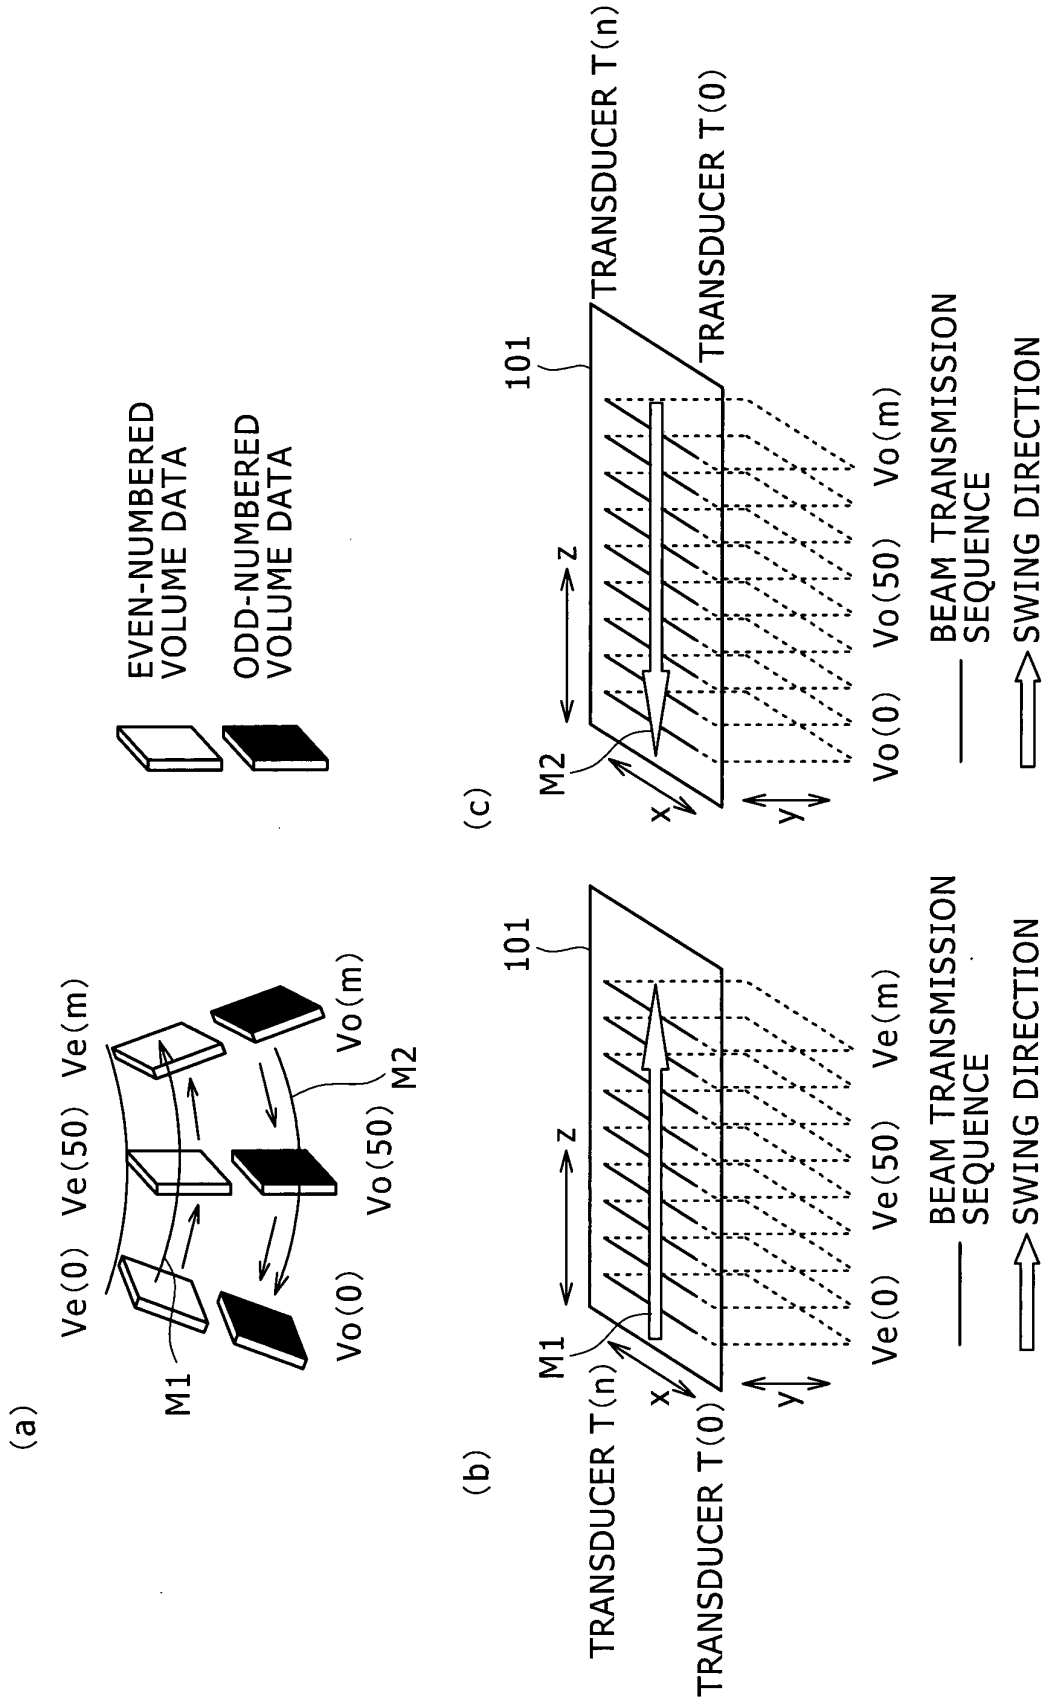 (a)
Ve(0) Ve(50) Ve(m)
M1
Vo(0) Vo(50) Vo(m)
M2
EVEN-NUMBERED
VOLUME DATA
ODD-NUMBERED
VOLUME DATA
(b)
TRANSDUCER T(n)
TRANSDUCER T(0)
M1
101
z
x
y
Ve(0) Ve(50) Ve(m)
BEAM TRANSMISSION
SEQUENCE
SWING DIRECTION
(c)
M2
101
z
x
y
TRANSDUCER T(n)
TRANSDUCER T(0)
Vo(0) Vo(50) Vo(m)
BEAM TRANSMISSION
SEQUENCE
SWING DIRECTION